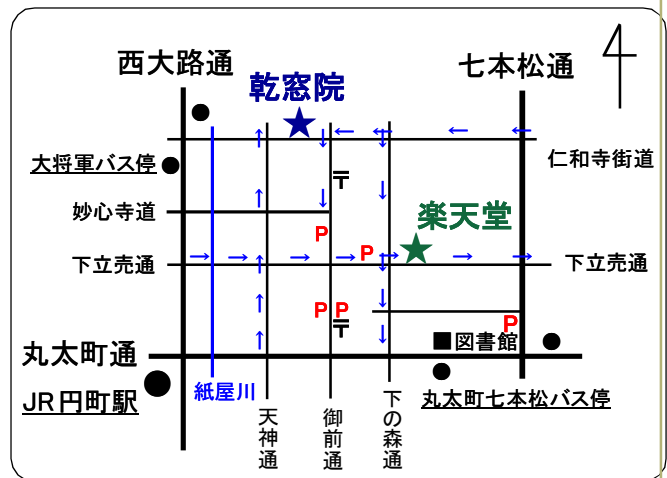 西大路通
七本松通
乾窓院
大将軍バス停
仁和寺街道
〒
妙心寺道
楽天堂
P
P
下立売通
下立売通
P P
〒
P
図書館
丸太町通
JR円町駅
紙屋川
丸太町七本松バス停
天神通
御前通
下の森通